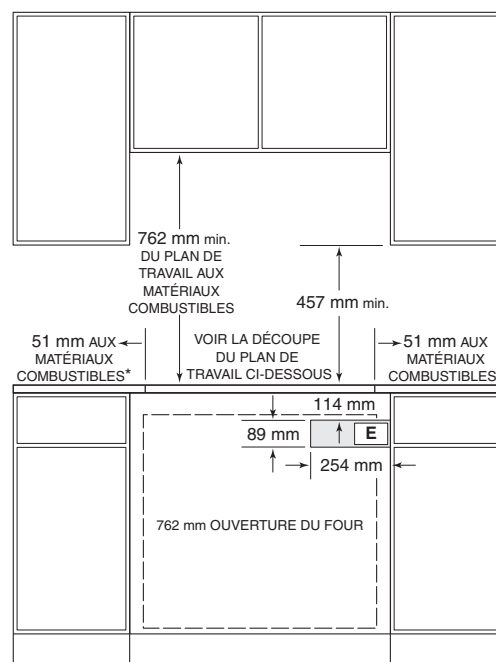 762 mm min.
DU PLAN DE
TRAVAIL AUX
MATÉRIAUX
COMBUSTIBLES
457 mm min.
51 mm AUX
MATÉRIAUX
COMBUSTIBLES*
VOIR LA DÉCOUPE
DU PLAN DE
TRAVAIL CI-DESSOUS
51 mm AUX
MATÉRIAUX
COMBUSTIBLES
114 mm
89 mm
E
254 mm
762 mm OUVERTURE DU FOUR